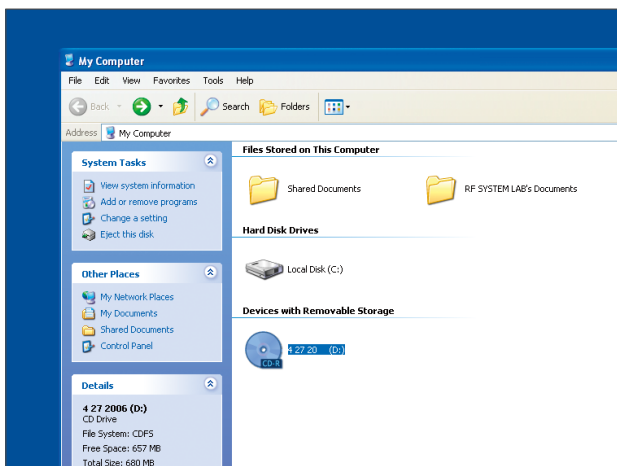 My Computer
File Edit View Favorites Tools Help
Back Search Folders
Address My Computer
System Tasks
View system information
Add or remove programs
Change a setting
Eject this disk
Other Places
My Network Places
My Documents
Shared Documents
Control Panel
Details
4 27 2006 (D:)
CD Drive
File System: CDFS
Free Space: 657 MB
Total Size: 680 MB
Files Stored on This Computer
Shared Documents RF SYSTEM LAB's Documents
Hard Disk Drives
Local Disk (C:)
Devices with Removable Storage
4 27 20 (D:)
CD-R